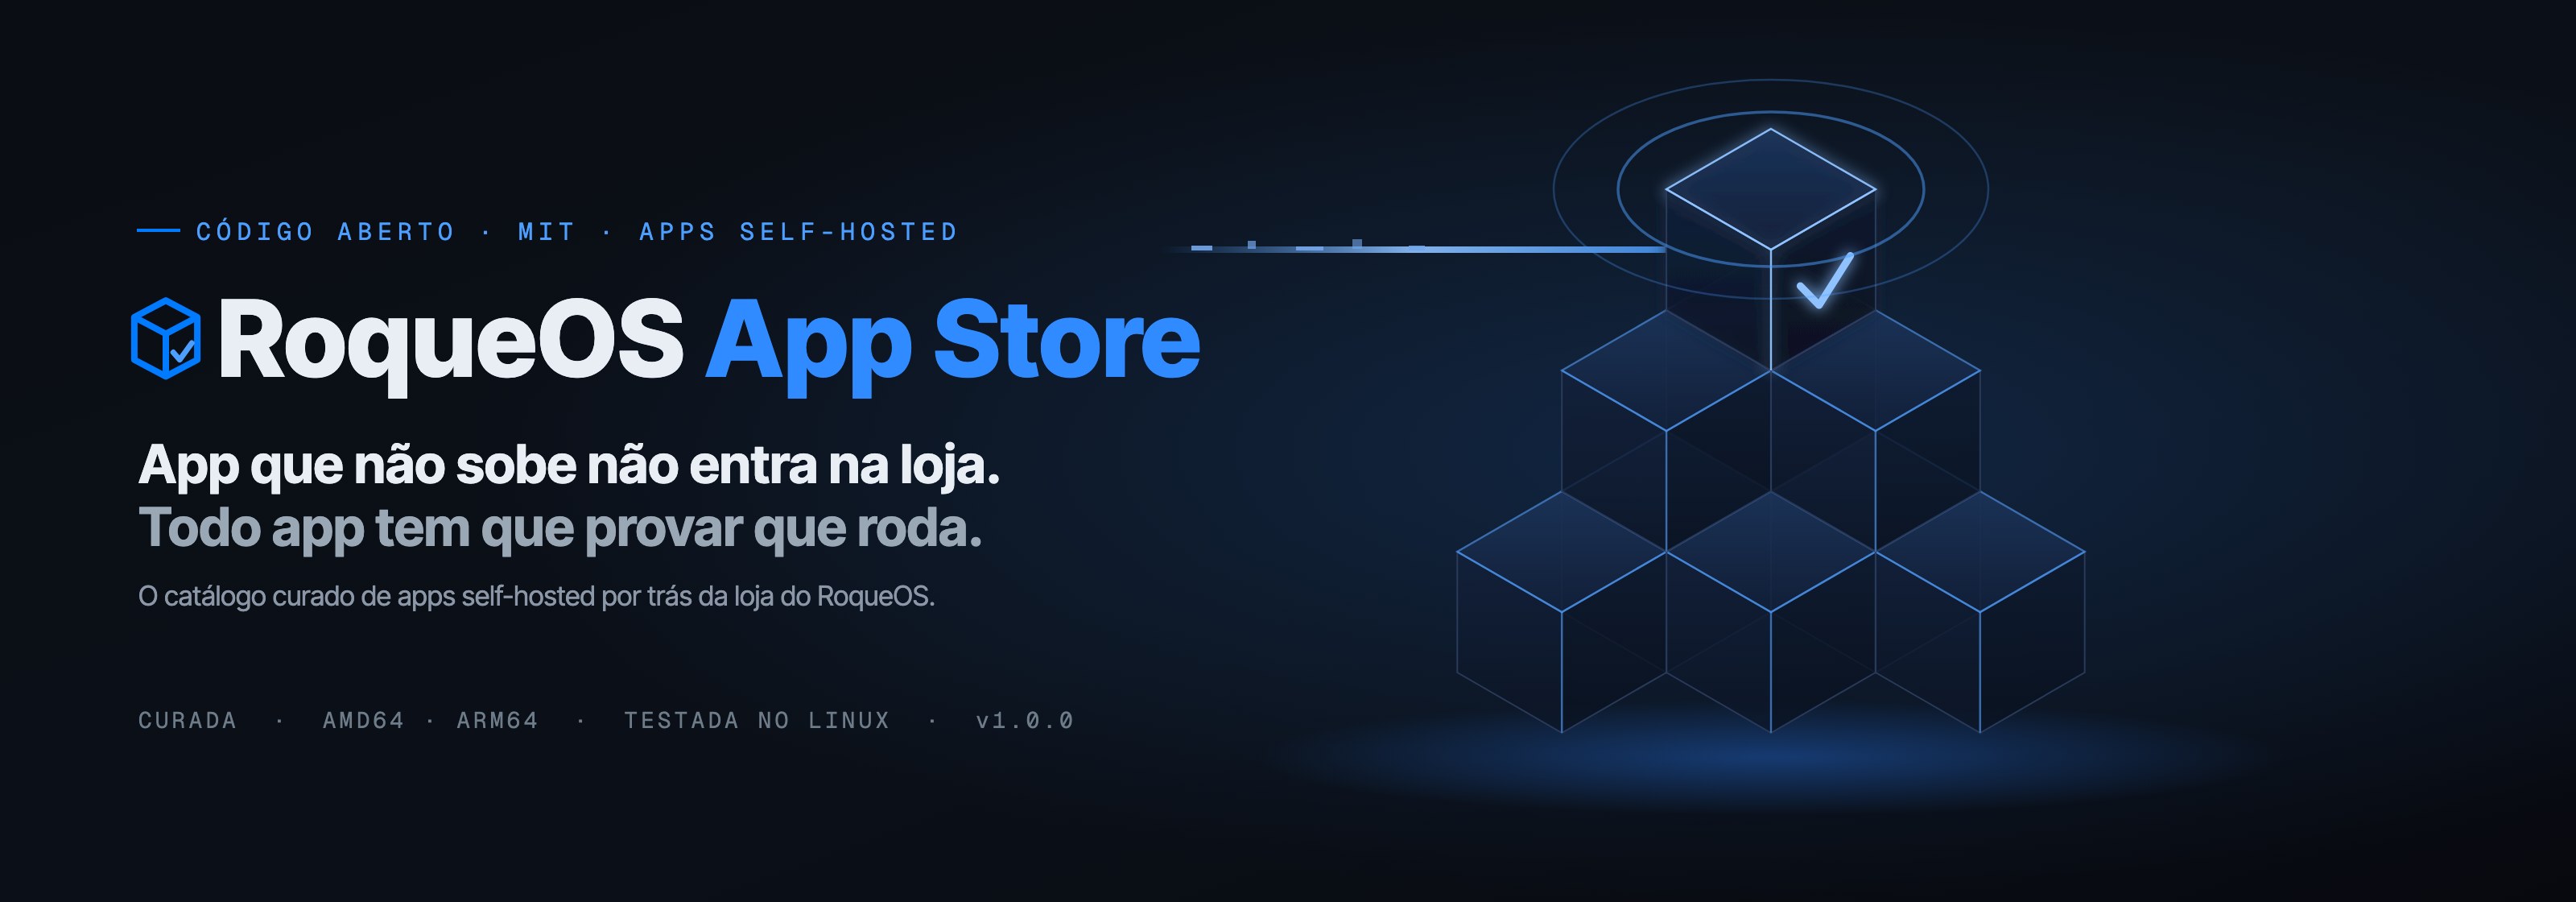 CÓDIGO ABERTO · MIT · APPS SELF-HOSTED
RoqueOS App Store
App que não sobe não entra na loja.
Todo app tem que provar que roda.
O catálogo curado de apps self-hosted por trás da loja do RoqueOS.
CURADA · AMD64 · ARM64 · TESTADA NO LINUX · v1.0.0